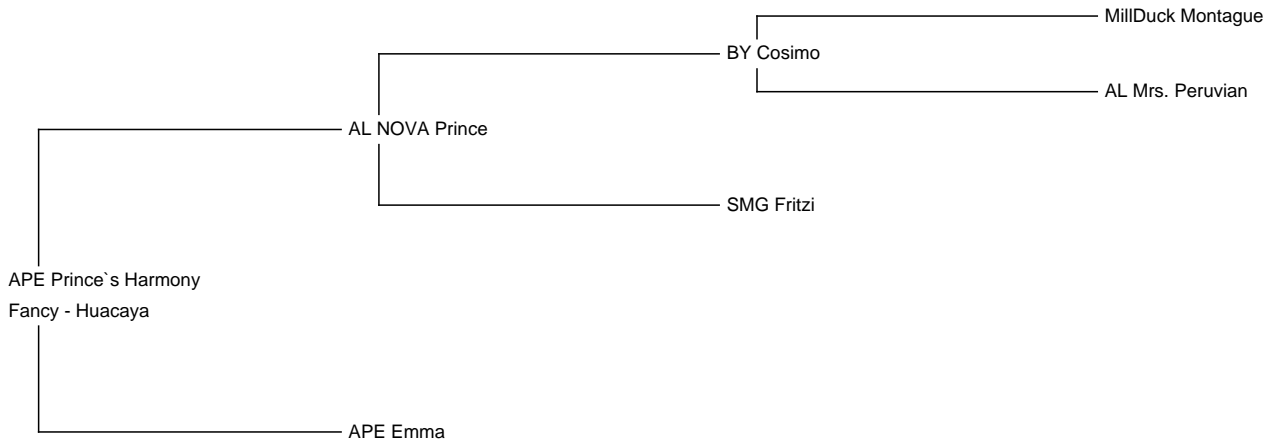 MillDuck Montague
BY Cosimo
AL Mrs. Peruvian
AL NOVA Prince
SMG Fritzi
APE Prince`s Harmony
Fancy - Huacaya
APE Emma